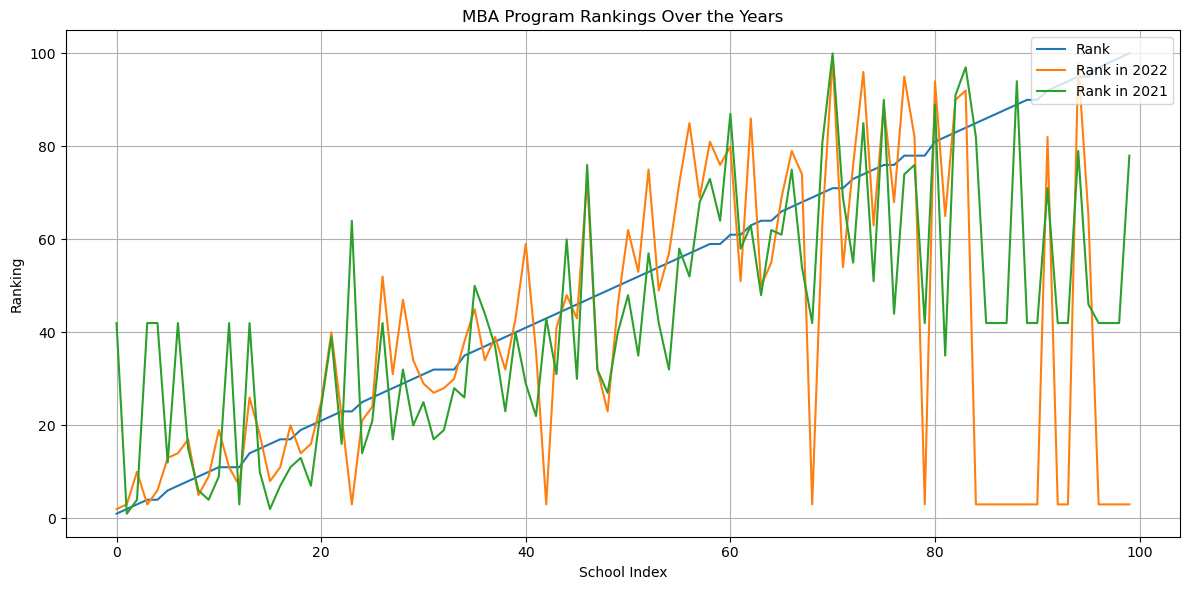 MBA Program Rankings Over the Years
Rank
Rank in 2022
Rank in 2021
Ranking
100
80
60
40
20
0
0 20 40 60 80 100
School Index